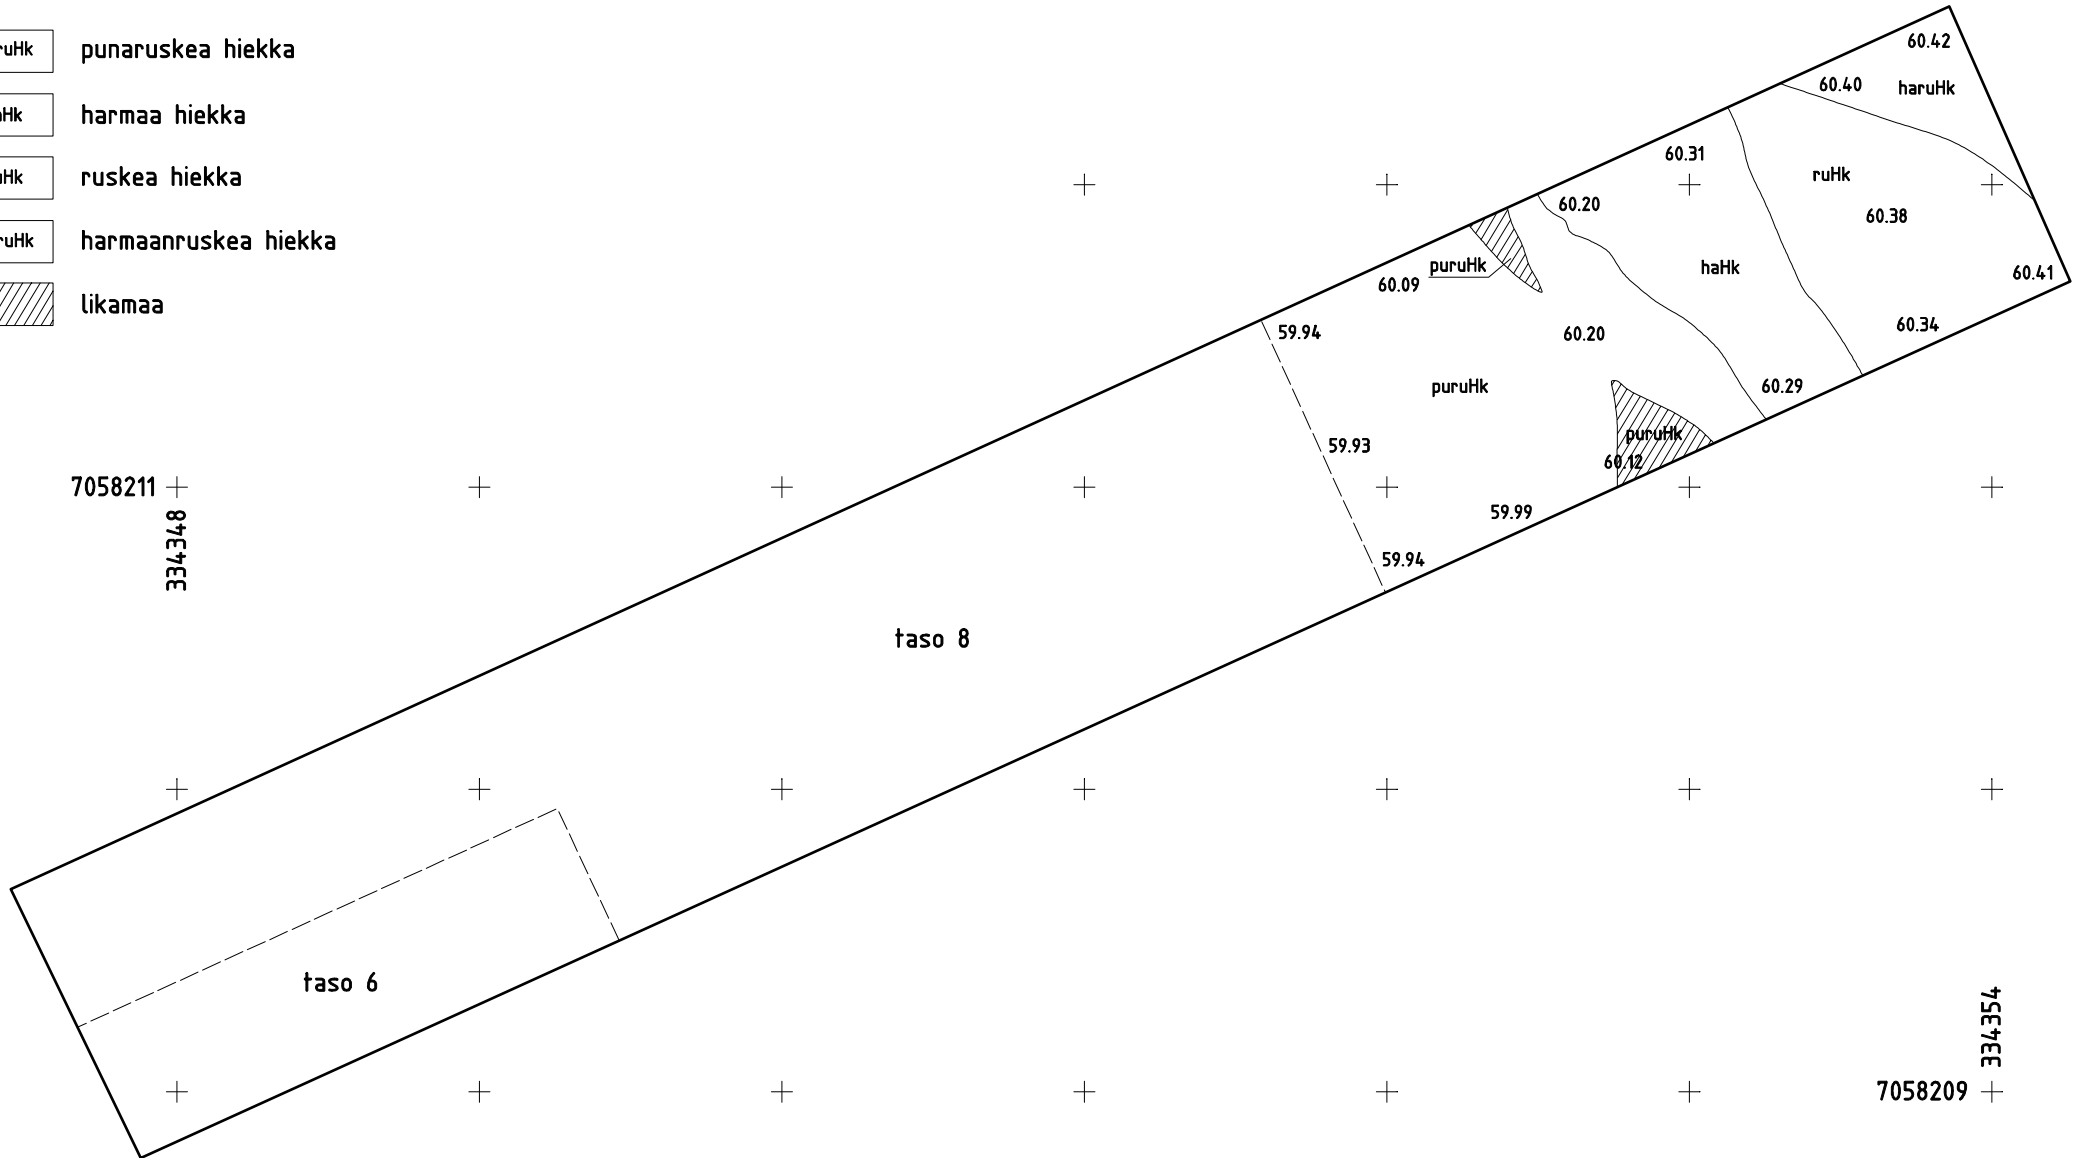 ruHk punaruskea hiekka
Hk harmaa hiekka
Hk ruskea hiekka
ruHk harmaanruskea hiekka
likamaa
60.42
60.40
haruHk
60.31
ruHk
60.20
60.38
puruHk
haHk
60.41
60.09
60.34
59.94
60.20
puruHk
60.29
puruHk
59.93
60.12
7058211
59.99
334348
59.94
taso 8
taso 6
334354
7058209